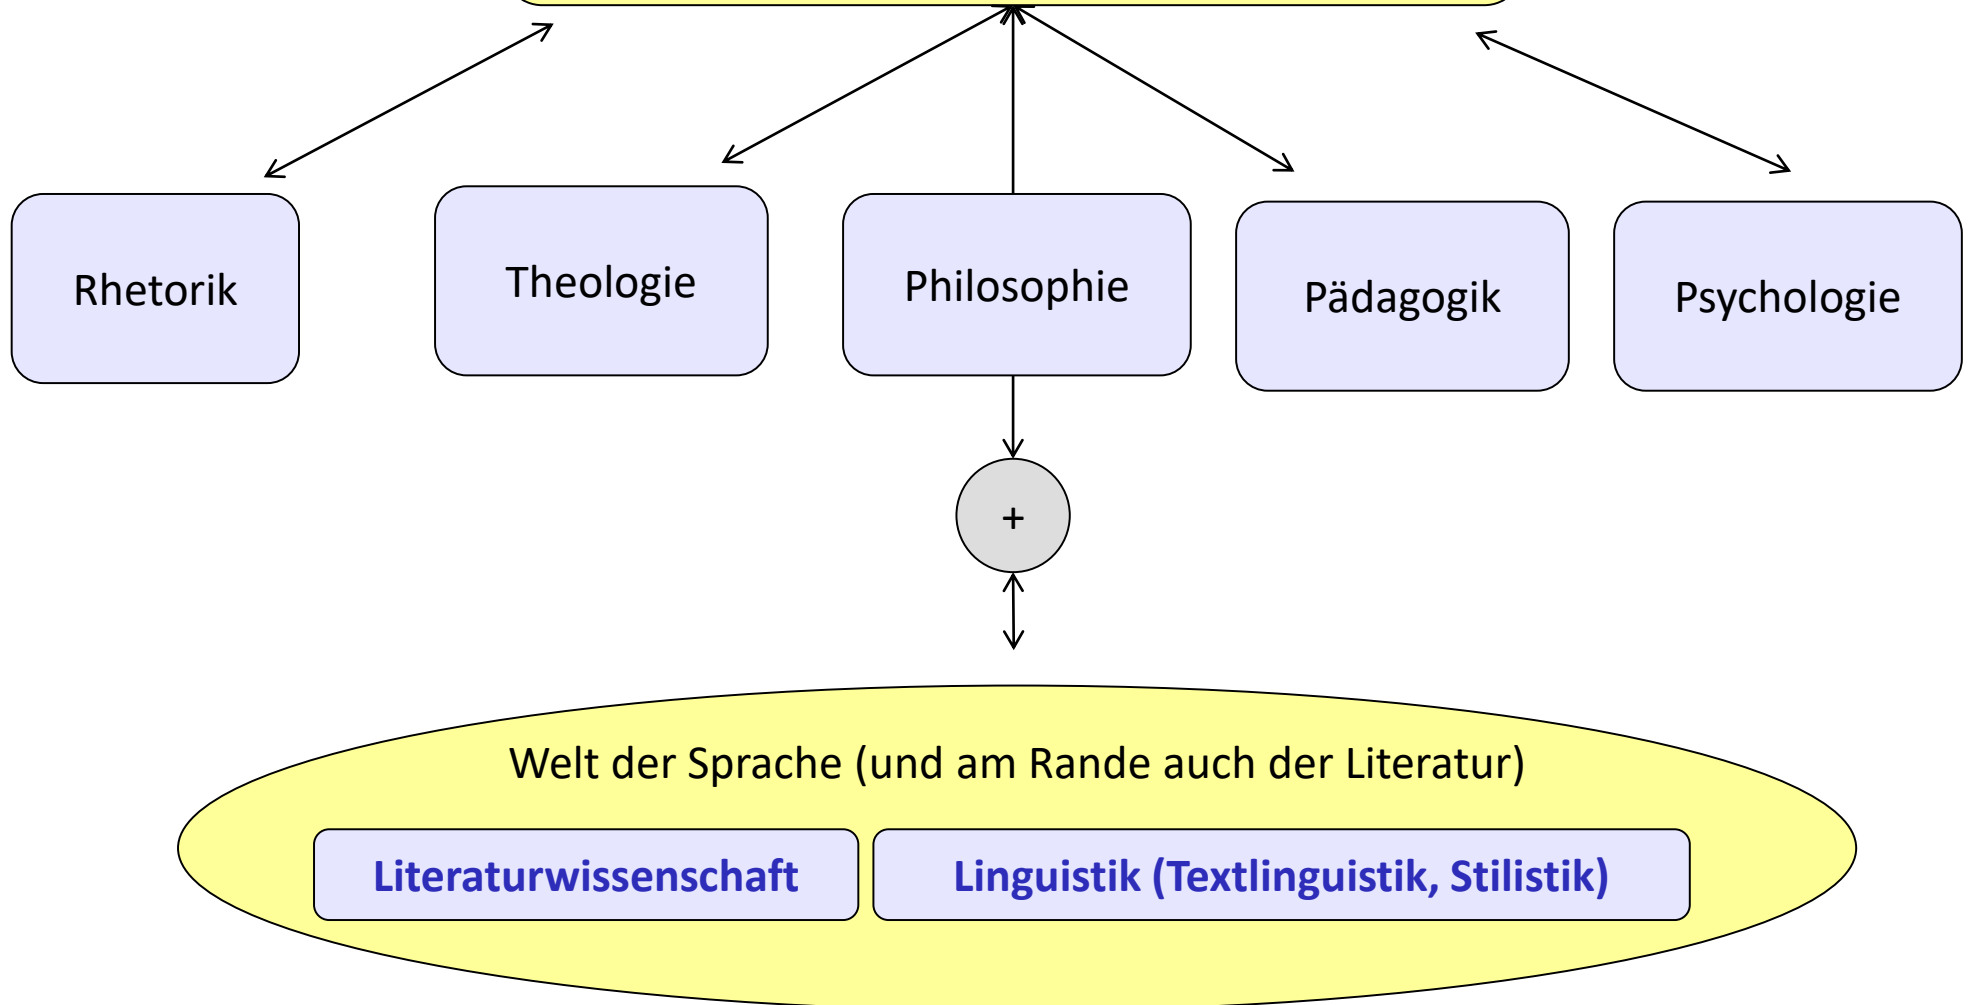 Rhetorik
Theologie
Philosophie
Pädagogik
Psychologie
+
Welt der Sprache (und am Rande auch der Literatur)
Literaturwissenschaft
Linguistik (Textlinguistik, Stilistik)